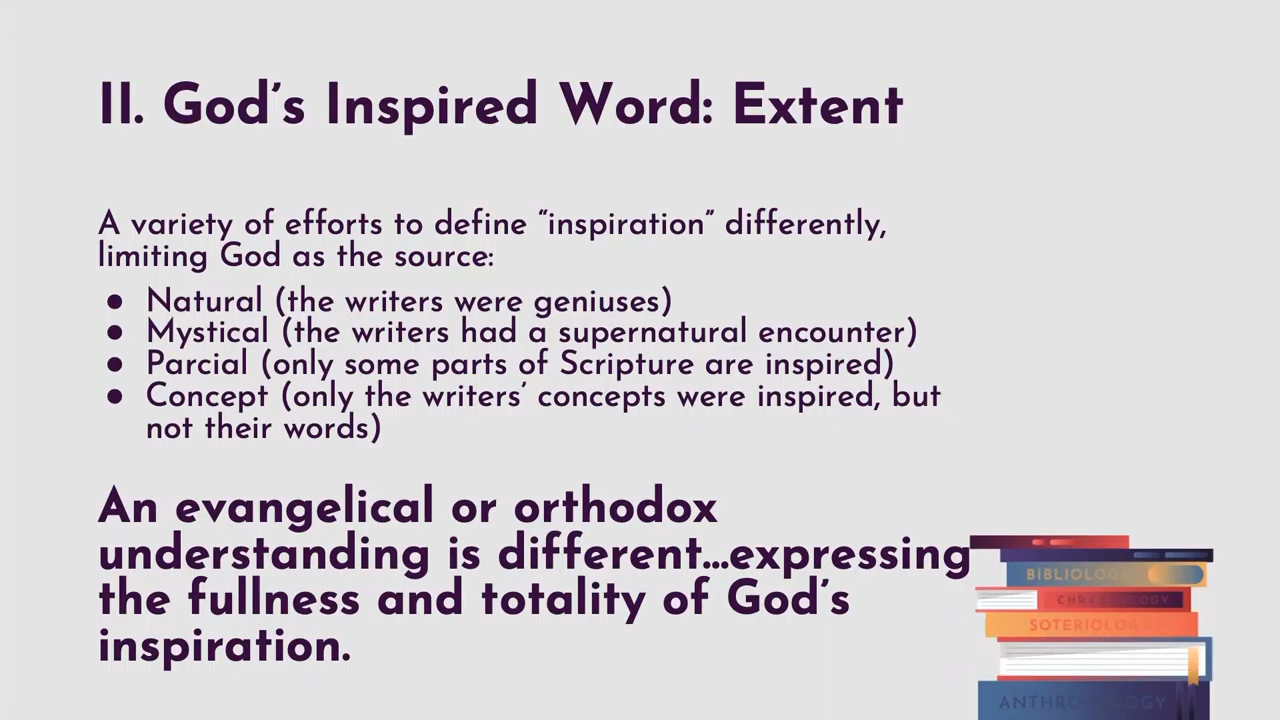 II. God’s Inspired Word: Extent
A variety of efforts to define “inspiration” differently,
limiting God as the source:
● Natural (the writers were geniuses)
● Mystical (the writers had a supernatural encounter)
● Parcial (only some parts of Scripture are inspired)
● Concept (only the writers’ concepts were inspired, but
not their words)
An evangelical or orthodox
understanding is different...expressing
the fullness and totality of God’s
inspiration.
SOTERIOLOGY